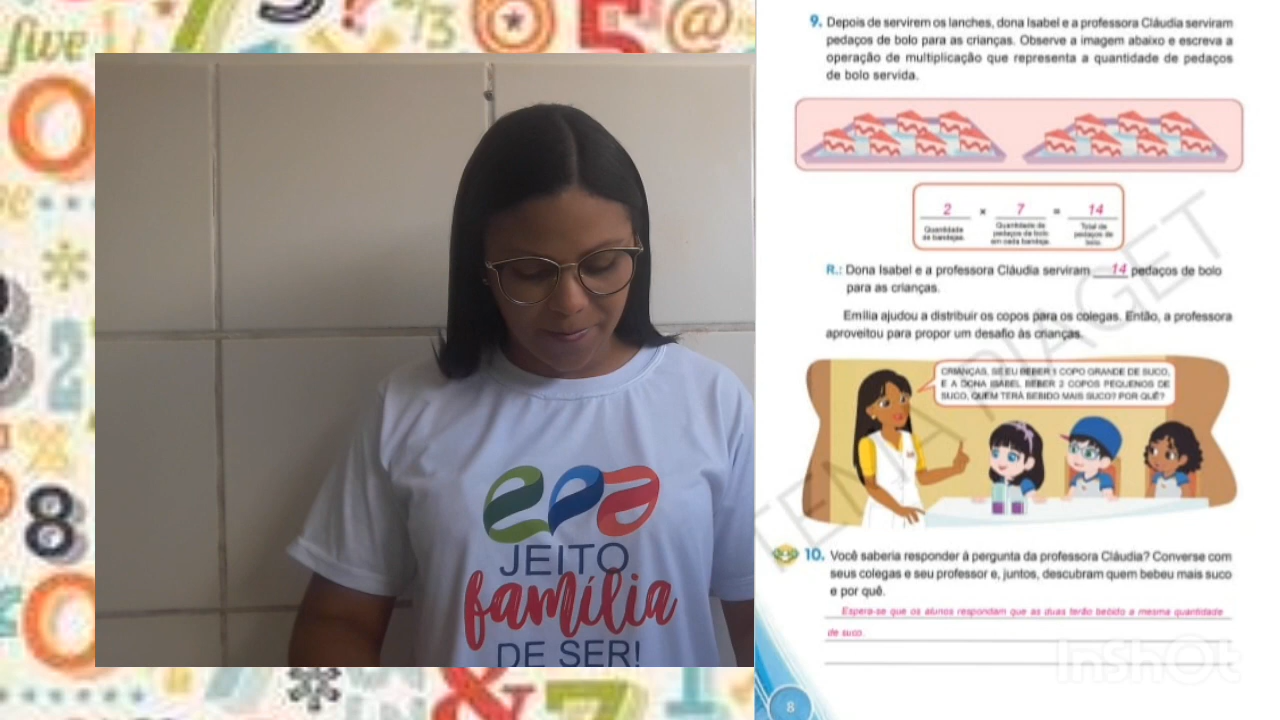 five
epa
JEITO
família
DE SER!
9. Depois de servirem os lanches, dona Isabel e a professora Cláudia serviram
pedaços de bolo para as crianças. Observe a imagem abaixo e escreva a
operação de multiplicação que representa a quantidade de pedaços
de bolo servida.
2 × 7 = 14
Quantidade de bandejas.
Quantidade de pedaços de bolo em cada bandeja.
Total de pedaços de bolo.
R.: Dona Isabel e a professora Cláudia serviram 14 pedaços de bolo
para as crianças.
Emília ajudou a distribuir os copos para os colegas. Então, a professora
aproveitou para propor um desafio às crianças.
CRIANÇAS, SE EU BEBER 1 COPO GRANDE DE SUCO,
E A DONA ISABEL BEBER 2 COPOS PEQUENOS DE
SUCO, QUEM TERÁ BEBIDO MAIS SUCO? POR QUÊ?
10. Você saberia responder à pergunta da professora Cláudia? Converse com
seus colegas e seu professor e, juntos, descubram quem bebeu mais suco
e por quê.
Espera-se que os alunos respondam que as duas terão bebido a mesma quantidade
de suco.
8
PIAGET
InShOt